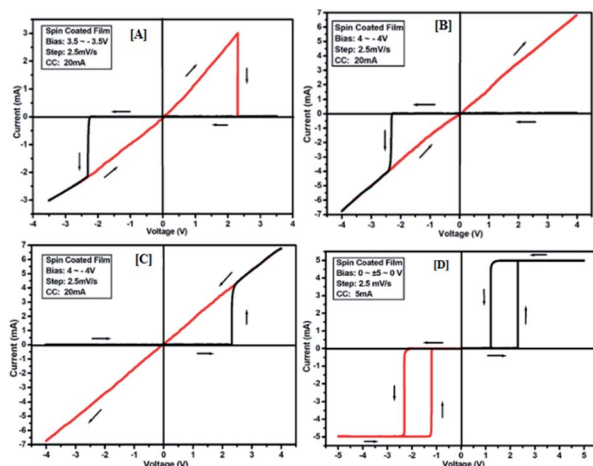 [A]
Spin Coated Film
Bias: 3.5 ~ - 3.5V
Step: 2.5mV/s
CC: 20mA
Current (mA)
3
2
1
0
-1
-2
-3
-4 -3 -2 -1 0 1 2 3 4
Voltage (V)
[B]
Spin Coated Film
Bias: 4 ~ - 4V
Step: 2.5mV/s
CC: 20mA
Current (mA)
7
6
5
4
3
2
1
0
-1
-2
-3
-4
-5
-6
-7
-4 -3 -2 -1 0 1 2 3 4
Voltage (V)
[C]
Spin Coated Film
Bias: 4 ~ - 4V
Step: 2.5mV/s
CC: 20mA
Current (mA)
7
6
5
4
3
2
1
0
-1
-2
-3
-4
-5
-6
-7
-4 -3 -2 -1 0 1 2 3 4
Voltage (V)
[D]
Spin Coated Film
Bias: 0 ~ ±5 ~ 0 V
Step: 2.5 mV/s
CC: 5mA
Current (mA)
5
4
3
2
1
0
-1
-2
-3
-4
-5
-5 -4 -3 -2 -1 0 1 2 3 4 5
Voltage (V)